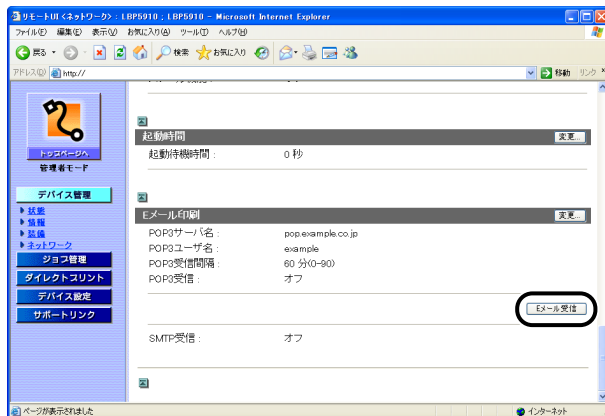 リモートUI <ネットワーク> : LBP5910 ; LBP5910 - Microsoft Internet Explorer
ファイル(F) 編集(E) 表示(V) お気に入り(A) ツール(T) ヘルプ(H)
戻る 検索 お気に入り
アドレス(D) http:// 移動 リンク »
トップページへ
管理者モード
デバイス管理
状態
情報
装備
ネットワーク
ジョブ管理
ダイレクトプリント
デバイス設定
サポートリンク
起動時間 変更...
起動待機時間 : 0 秒
Eメール印刷 変更...
POP3サーバ名 : pop.example.co.jp
POP3ユーザ名 : example
POP3受信間隔 : 60 分(0-90)
POP3受信 : オフ
Eメール受信
SMTP受信 : オフ
ページが表示されました インターネット